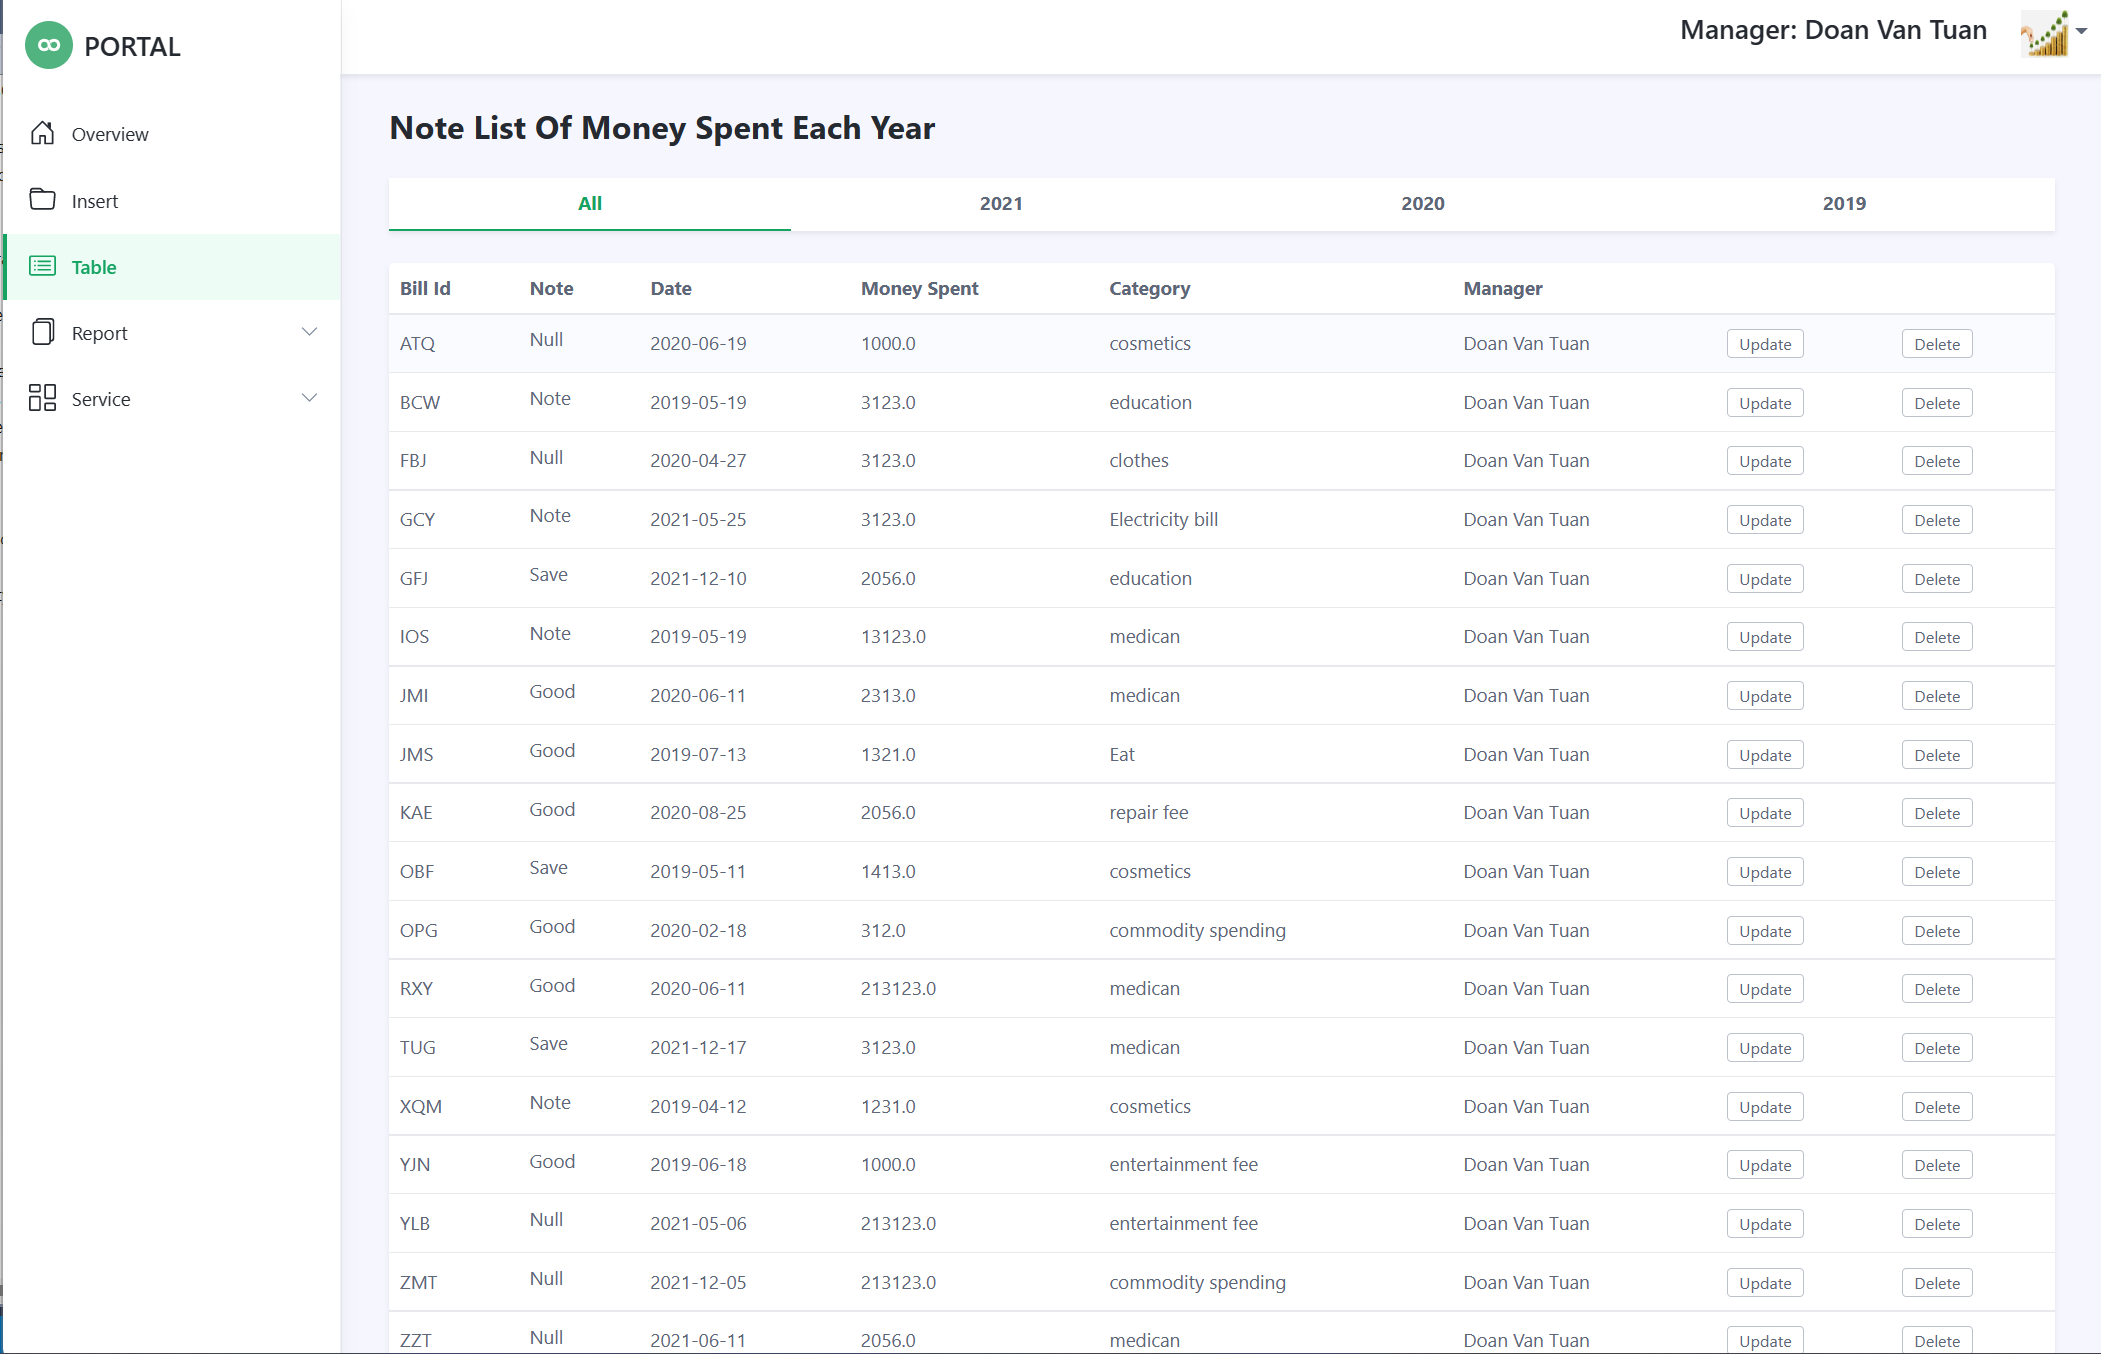 PORTAL
Manager: Doan Van Tuan
Overview
Insert
Table
Report
Service
Note List Of Money Spent Each Year
All 2021 2020 2019
Bill Id Note Date Money Spent Category Manager
ATQ Null 2020-06-19 1000.0 cosmetics Doan Van Tuan Update Delete
BCW Note 2019-05-19 3123.0 education Doan Van Tuan Update Delete
FBJ Null 2020-04-27 3123.0 clothes Doan Van Tuan Update Delete
GCY Note 2021-05-25 3123.0 Electricity bill Doan Van Tuan Update Delete
GFJ Save 2021-12-10 2056.0 education Doan Van Tuan Update Delete
IOS Note 2019-05-19 13123.0 medican Doan Van Tuan Update Delete
JMI Good 2020-06-11 2313.0 medican Doan Van Tuan Update Delete
JMS Good 2019-07-13 1321.0 Eat Doan Van Tuan Update Delete
KAE Good 2020-08-25 2056.0 repair fee Doan Van Tuan Update Delete
OBF Save 2019-05-11 1413.0 cosmetics Doan Van Tuan Update Delete
OPG Good 2020-02-18 312.0 commodity spending Doan Van Tuan Update Delete
RXY Good 2020-06-11 213123.0 medican Doan Van Tuan Update Delete
TUG Save 2021-12-17 3123.0 medican Doan Van Tuan Update Delete
XQM Note 2019-04-12 1231.0 cosmetics Doan Van Tuan Update Delete
YJN Good 2019-06-18 1000.0 entertainment fee Doan Van Tuan Update Delete
YLB Null 2021-05-06 213123.0 entertainment fee Doan Van Tuan Update Delete
ZMT Null 2021-12-05 213123.0 commodity spending Doan Van Tuan Update Delete
ZZT Null 2021-06-11 2056.0 medican Doan Van Tuan Update Delete